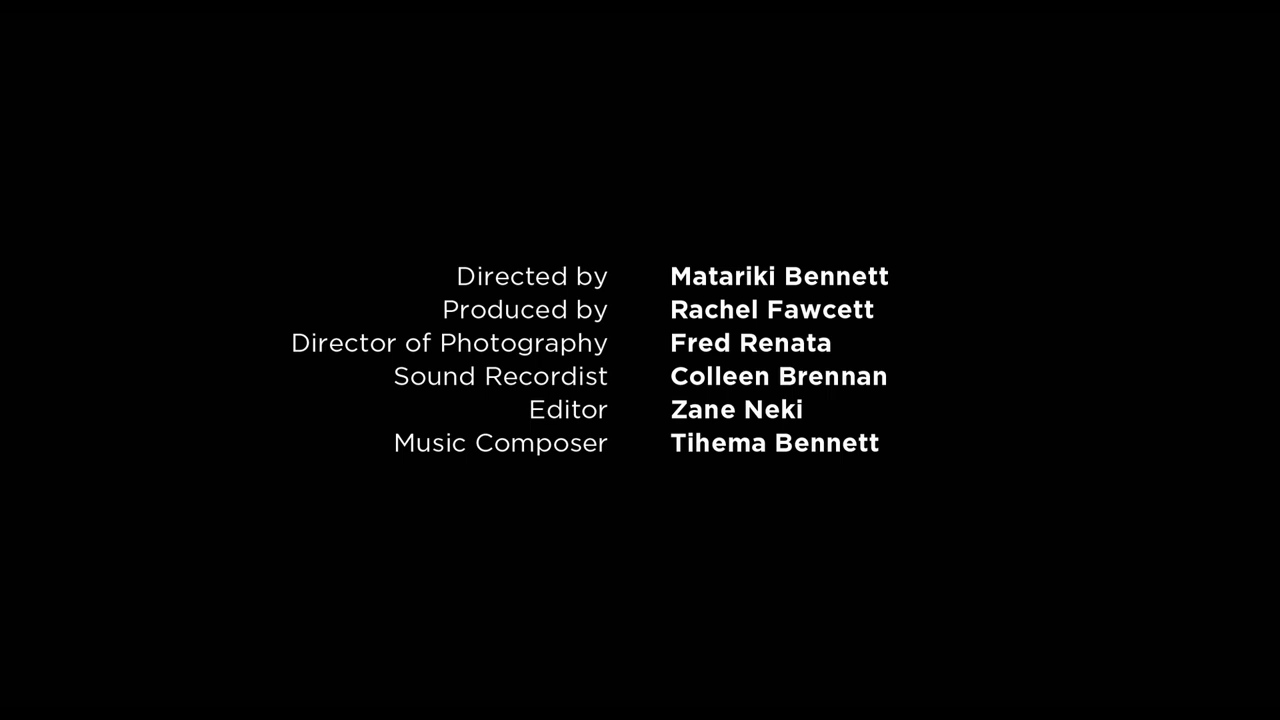 Directed by Matariki Bennett
Produced by Rachel Fawcett
Director of Photography Fred Renata
Sound Recordist Colleen Brennan
Editor Zane Neki
Music Composer Tihema Bennett